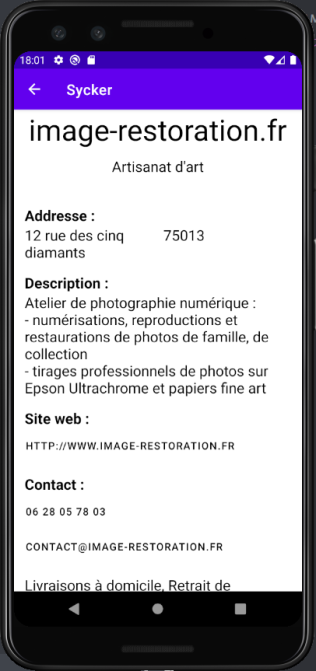 18:01
Sycker
image-restoration.fr
Artisanat d'art
Addresse :
12 rue des cinq diamants 75013
Description :
Atelier de photographie numérique :
- numérisations, reproductions et
restaurations de photos de famille, de
collection
- tirages professionnels de photos sur
Epson Ultrachrome et papiers fine art
Site web :
HTTP://WWW.IMAGE-RESTORATION.FR
Contact :
06 28 05 78 03
CONTACT@IMAGE-RESTORATION.FR
Livraisons à domicile, Retrait de